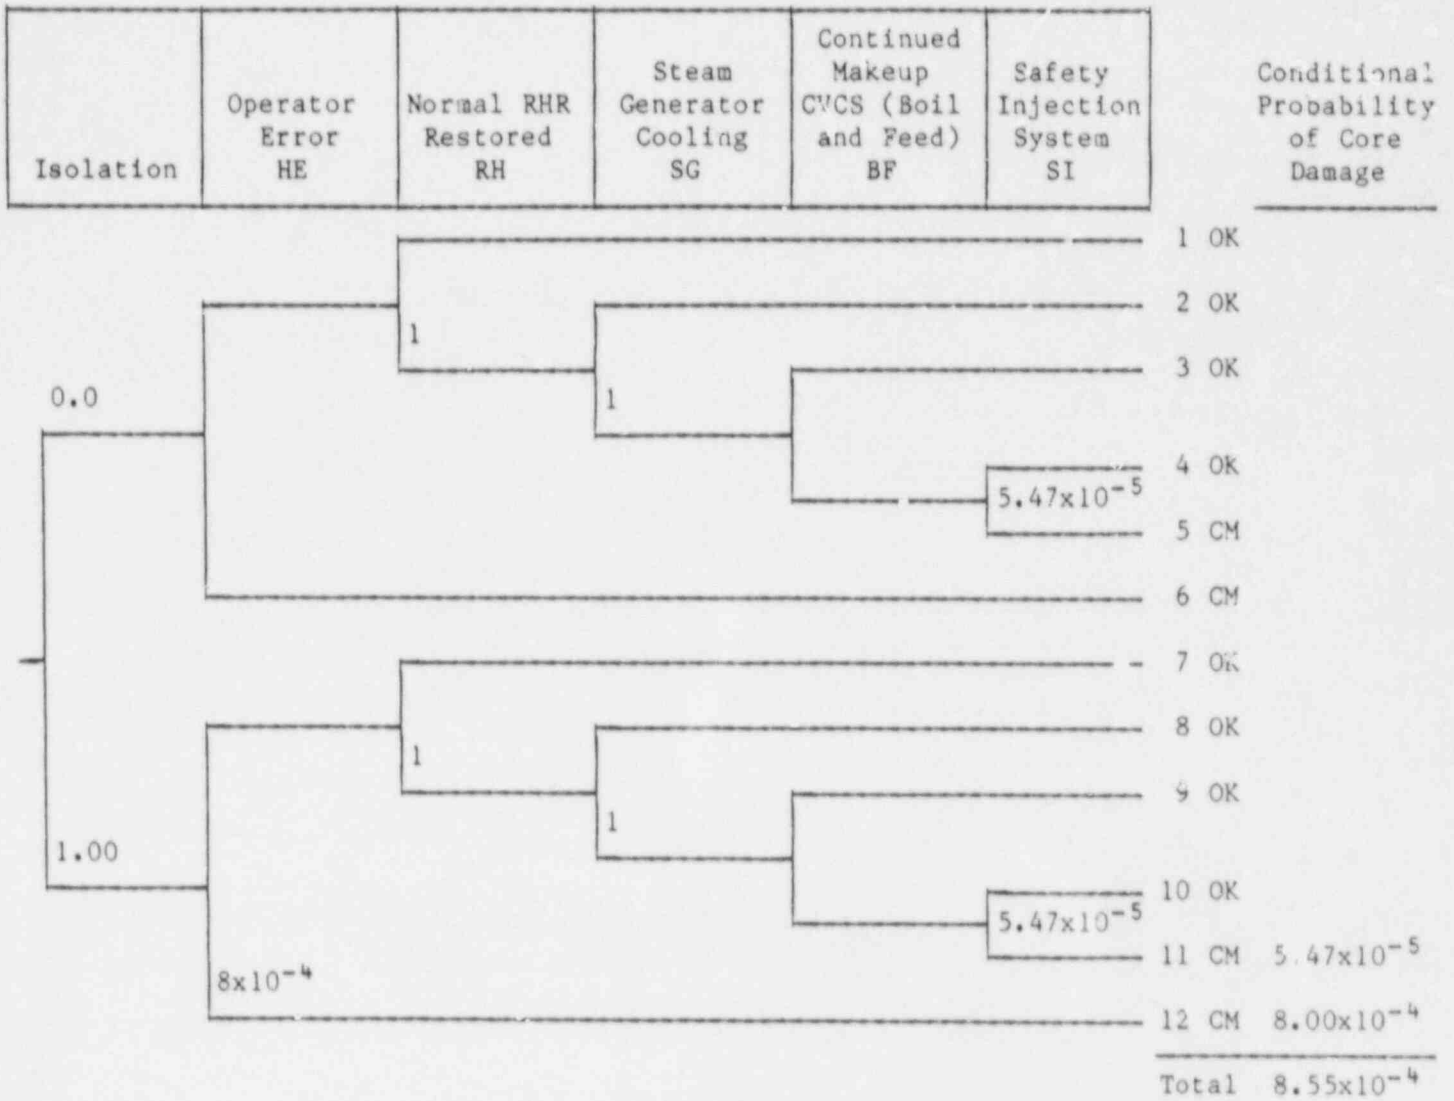 Isolation
Operator
Error
HE
Normal RHR
Restored
RH
Steam
Generator
Cooling
SG
Continued
Makeup
CVCS (Boil
and Feed)
BF
Safety
Injection
System
SI
Conditional
Probability
of Core
Damage
1 OK
2 OK
1
3 OK
0.0
1
4 OK
5.47x10⁻⁵
5 CM
6 CM
7 OK
8 OK
1
9 OK
1
1.00
10 OK
5.47x10⁻⁵
11 CM 5.47x10⁻⁵
8x10⁻⁴
12 CM 8.00x10⁻⁴
Total 8.55x10⁻⁴